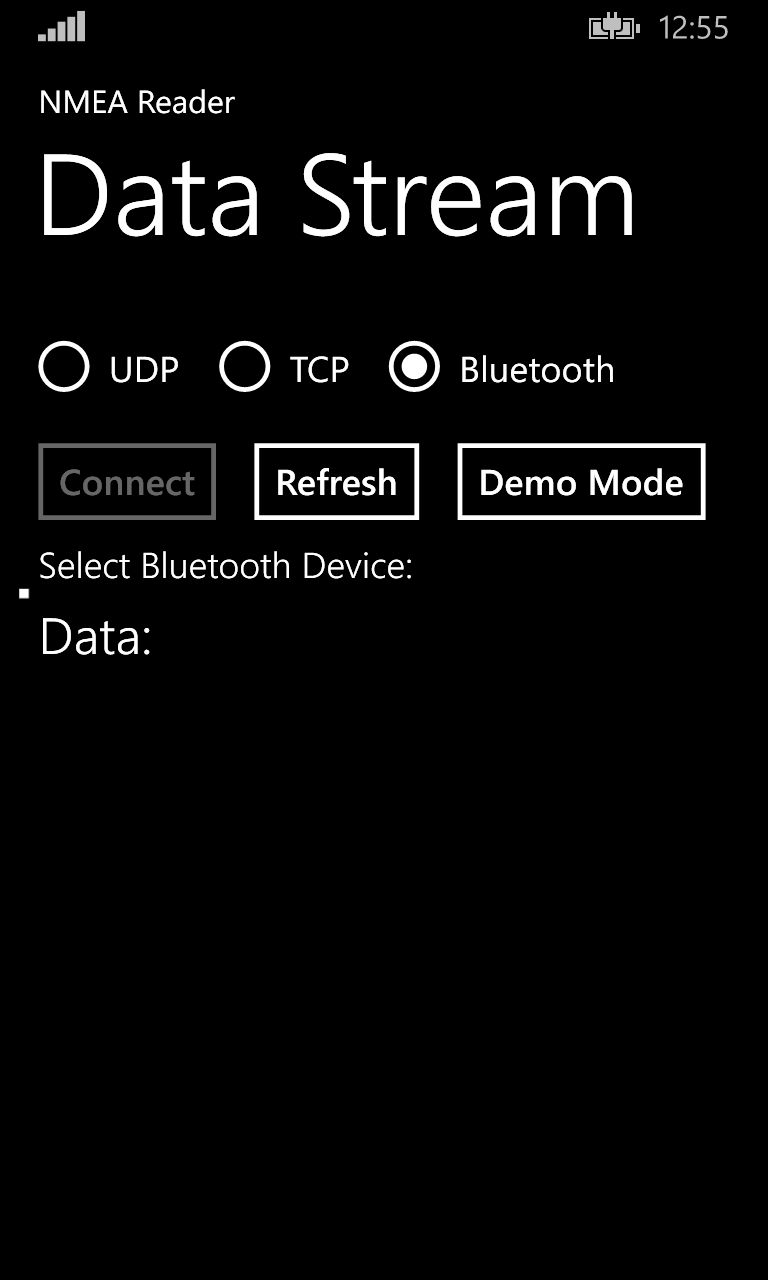 12:55
NMEA Reader
Data Stream
UDP TCP Bluetooth
Connect Refresh Demo Mode
Select Bluetooth Device:
Data: